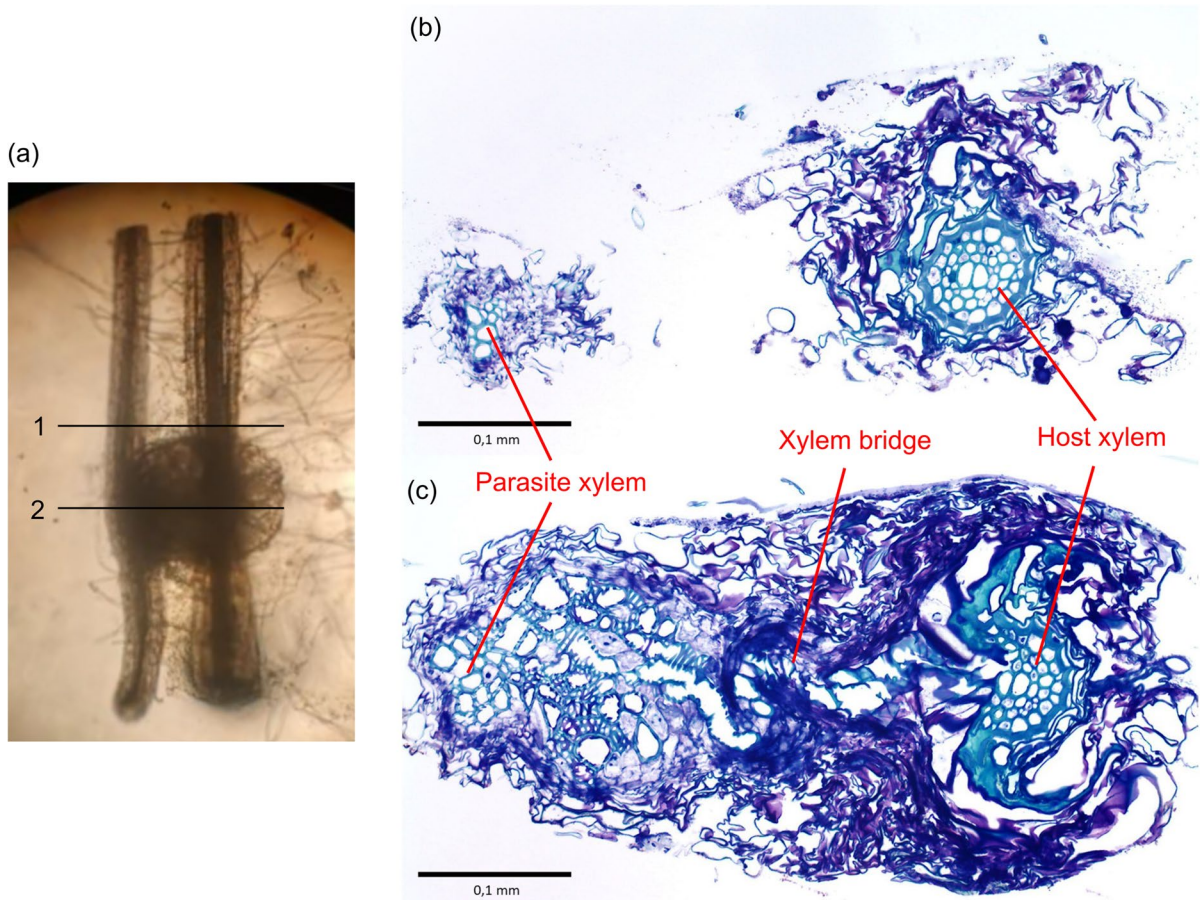 (a)
1
2
(b)
0,1 mm
Parasite xylem
Xylem bridge
Host xylem
(c)
0,1 mm